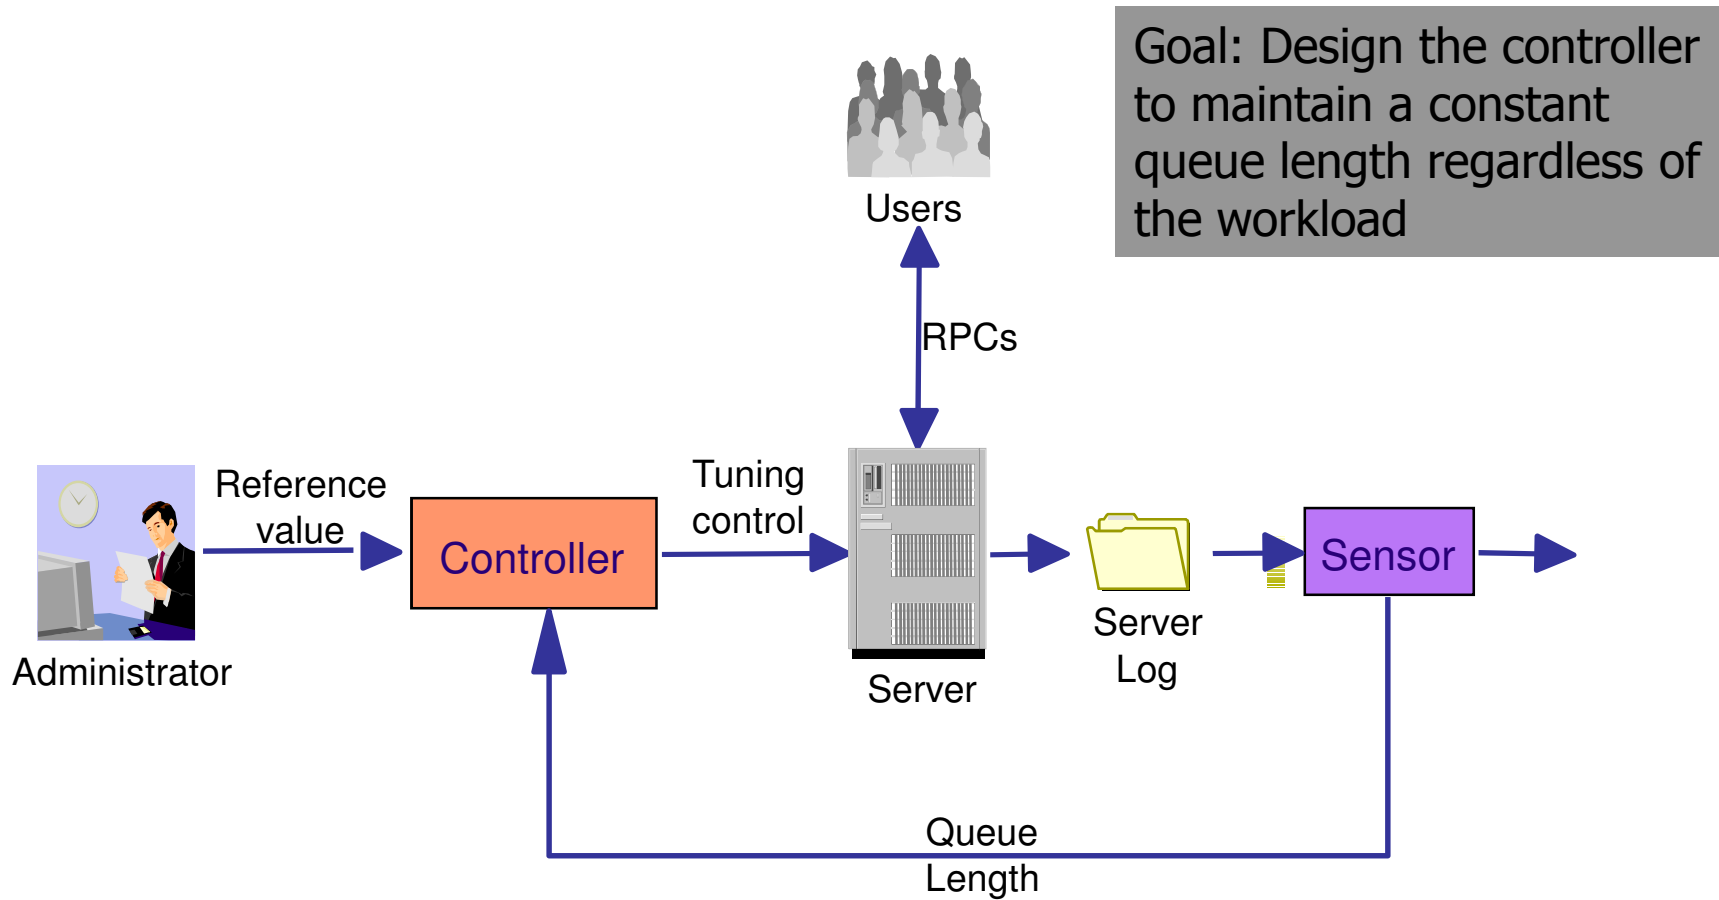 Goal: Design the controller
to maintain a constant
queue length regardless of
the workload
Users
RPCs
Reference
value
Tuning
control
Controller
Sensor
Administrator
Server
Server
Log
Queue
Length